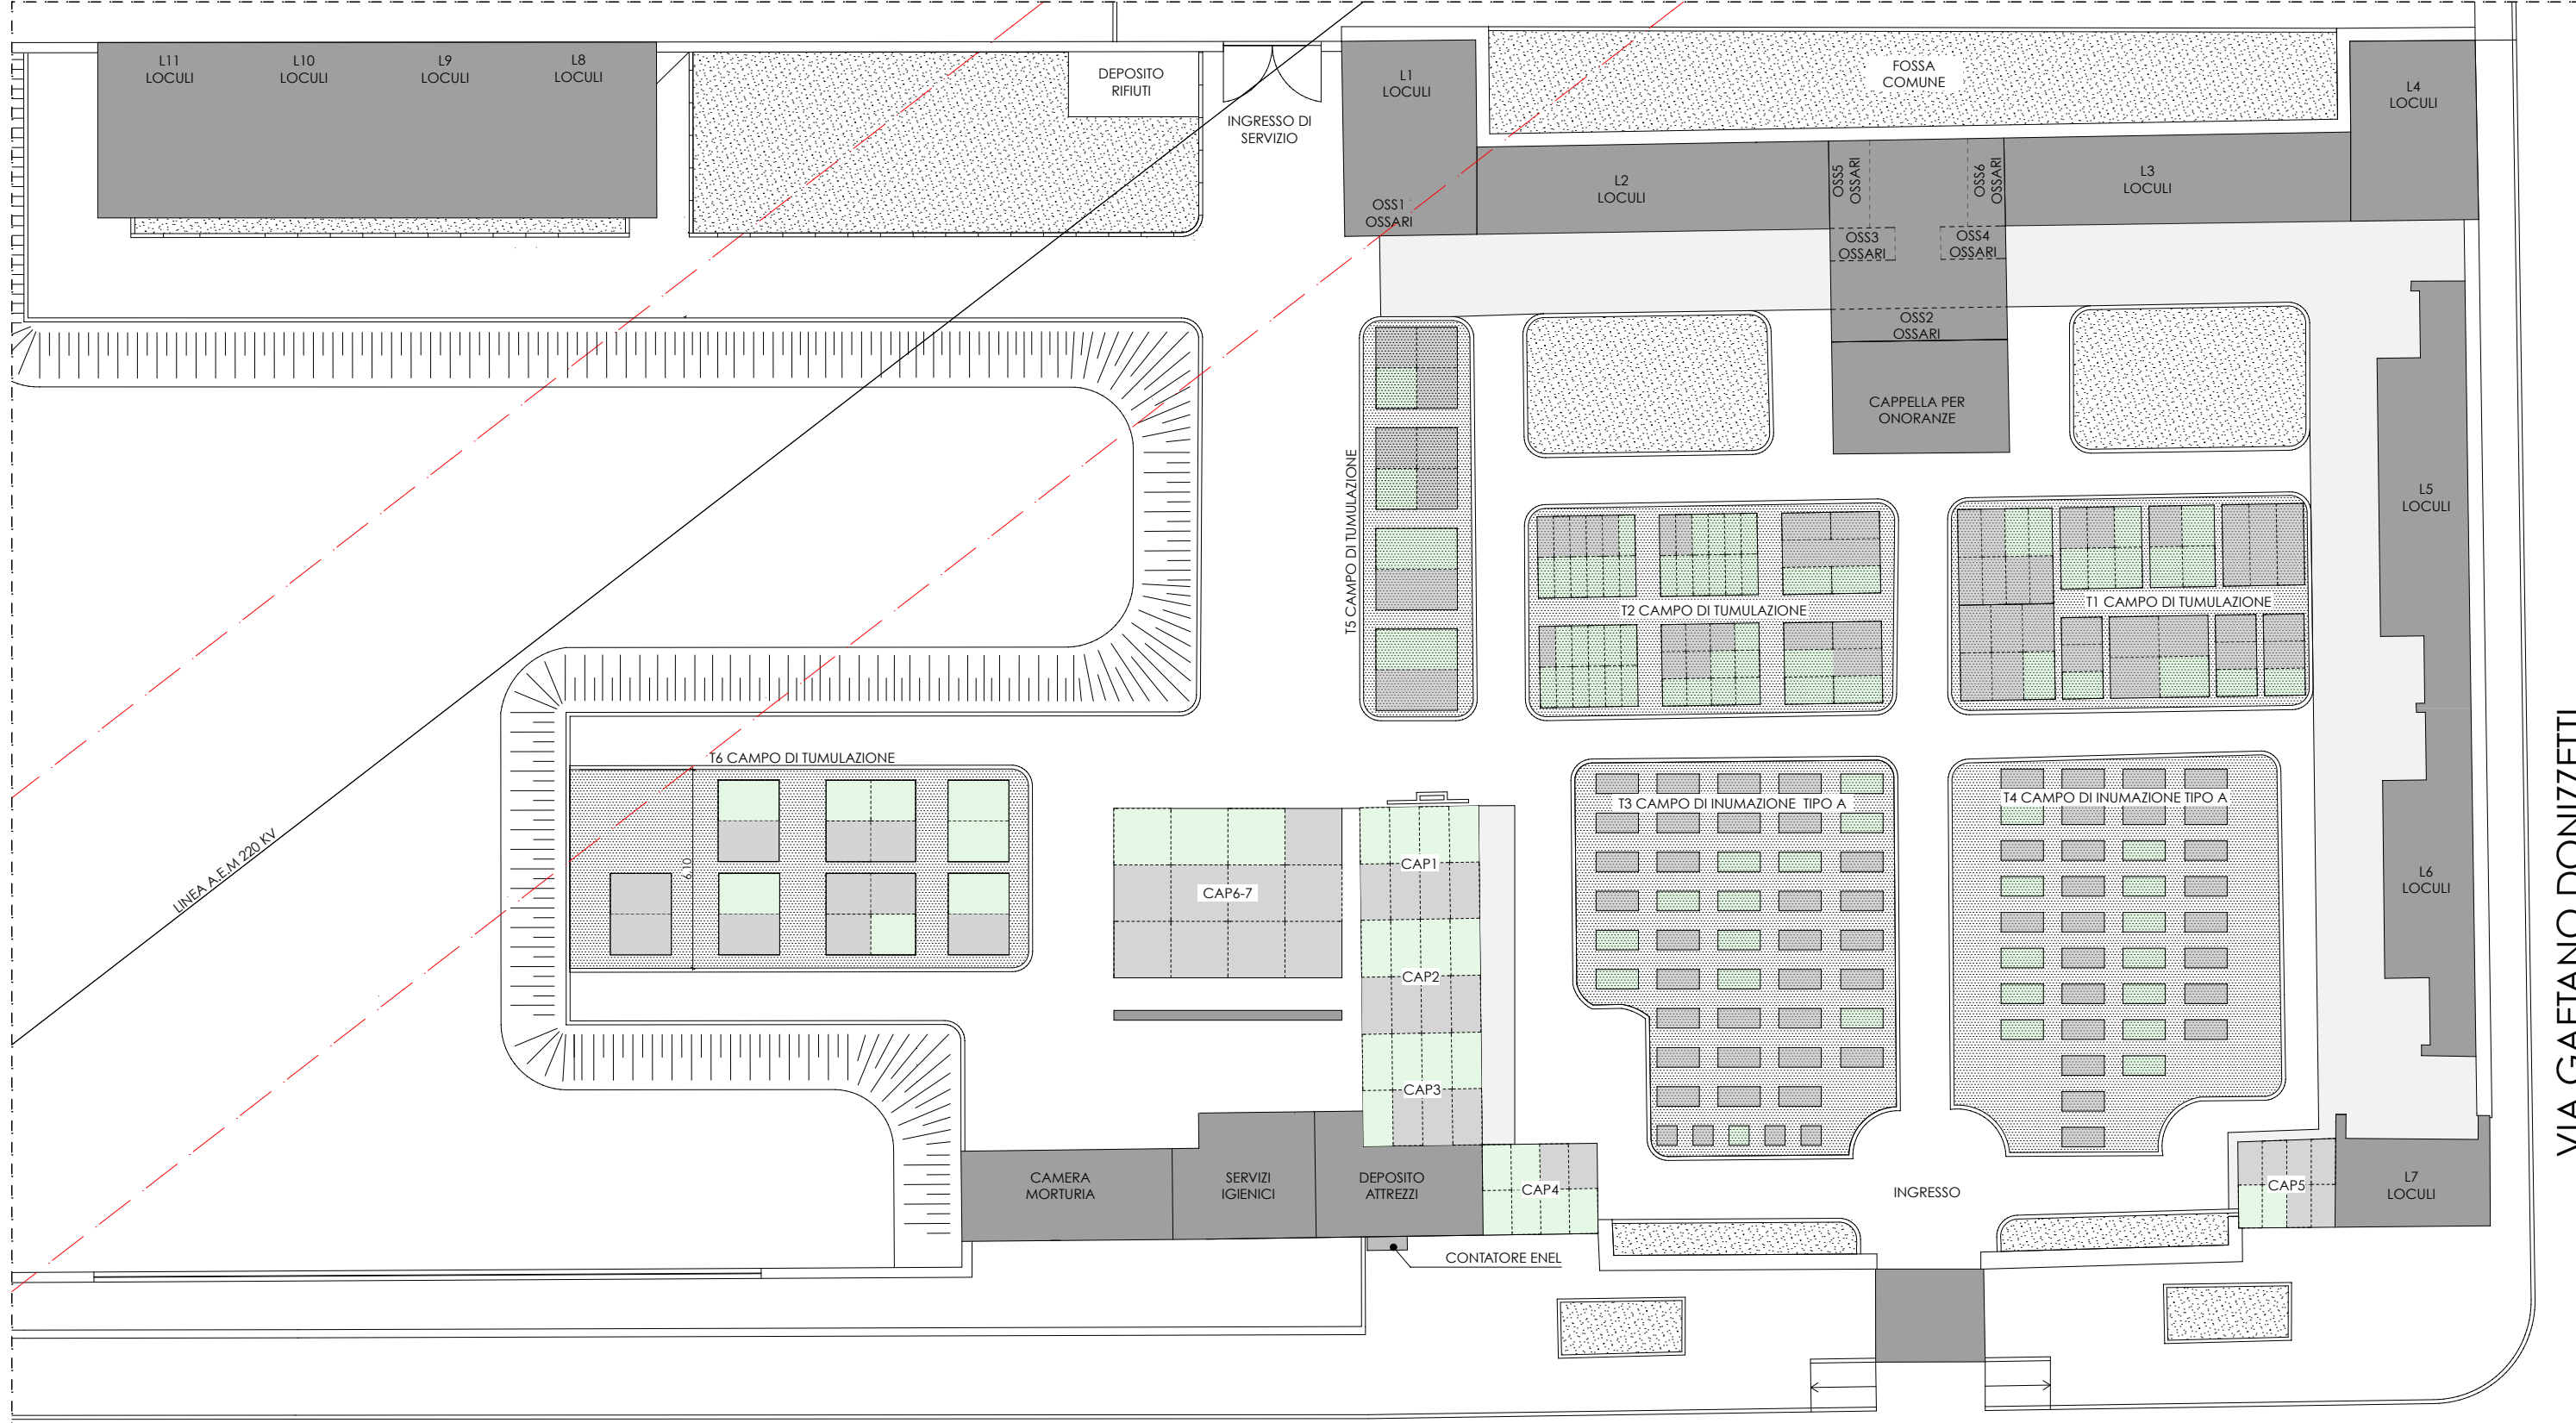 L11
LOCULI
L10
LOCULI
L9
LOCULI
L8
LOCULI
DEPOSITO
RIFIUTI
INGRESSO DI
SERVIZIO
L1
LOCULI
OSS1
OSSARI
FOSSA
COMUNE
L4
LOCULI
L2
LOCULI
OSS5
OSSARI
OSS6
OSSARI
L3
LOCULI
OSS3
OSSARI
OSS4
OSSARI
OSS2
OSSARI
CAPPELLA PER
ONORANZE
T5 CAMPO DI TUMULAZIONE
L5
LOCULI
T2 CAMPO DI TUMULAZIONE
T1 CAMPO DI TUMULAZIONE
T6 CAMPO DI TUMULAZIONE
6,10
LINEA A.E.M 220 KV
T3 CAMPO DI INUMAZIONE TIPO A
T4 CAMPO DI INUMAZIONE TIPO A
CAP1
CAP6-7
CAP2
CAP3
L6
LOCULI
VIA GAETANO DONIZETTI
CAMERA
MORTURIA
SERVIZI
IGIENICI
DEPOSITO
ATTREZZI
CAP4
INGRESSO
CAP5
L7
LOCULI
CONTATORE ENEL